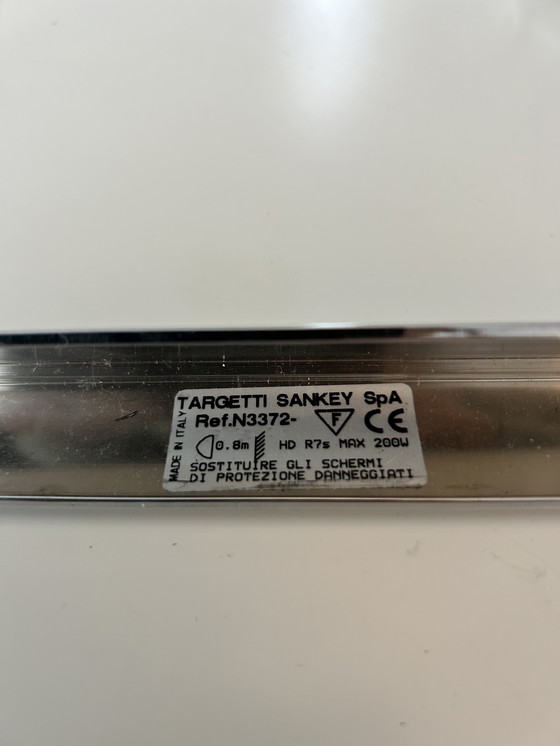 TARGETTI SANKEY SpA
Ref.N3372- F CE
0.8m HD R7s MAX 200W
SOSTITUIRE GLI SCHERMI
DI PROTEZIONE DANNEGGIATI
MADE IN ITALY